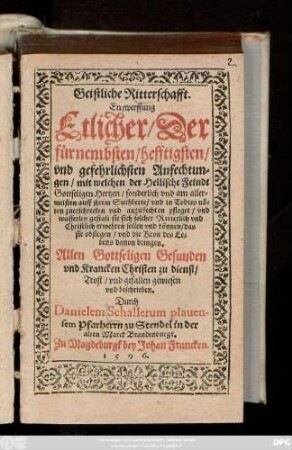 2
Geistliche Ritterschafft.
Entwerffung
Etlicher/ Der
fürnembsten/ hefftigsten/
vnd gefehrlichsten Anfechtun-
gen/ mit welchen der Hellische Feindt
Gottseligen Hertzen/ sonderlich vnd am aller-
meisten auff jhrem Siechbette/ vnd in Todtes nö-
ten zuerschrecken vnd anzufechten pfleget/ vnd
welcher gestalt sie sich solcher Ritterlich vnd
Christlich erwehren sollen vnd können/ das
sie obsiegen/ vnd die Kron des Le-
bens dauon bringen.
Allen Gottseligen Gesunden
vnd Krancken Christen zu dienst/
Trost/ vnd gefallen gewiesen
vnd beschrieben.
Durch
Danielem Schallerum plauen-
sem Pfarherrn zu Stendel in der
alten Marck Brandenburgk.
Zu Magdeburgk bey Johan Francken.
1596.